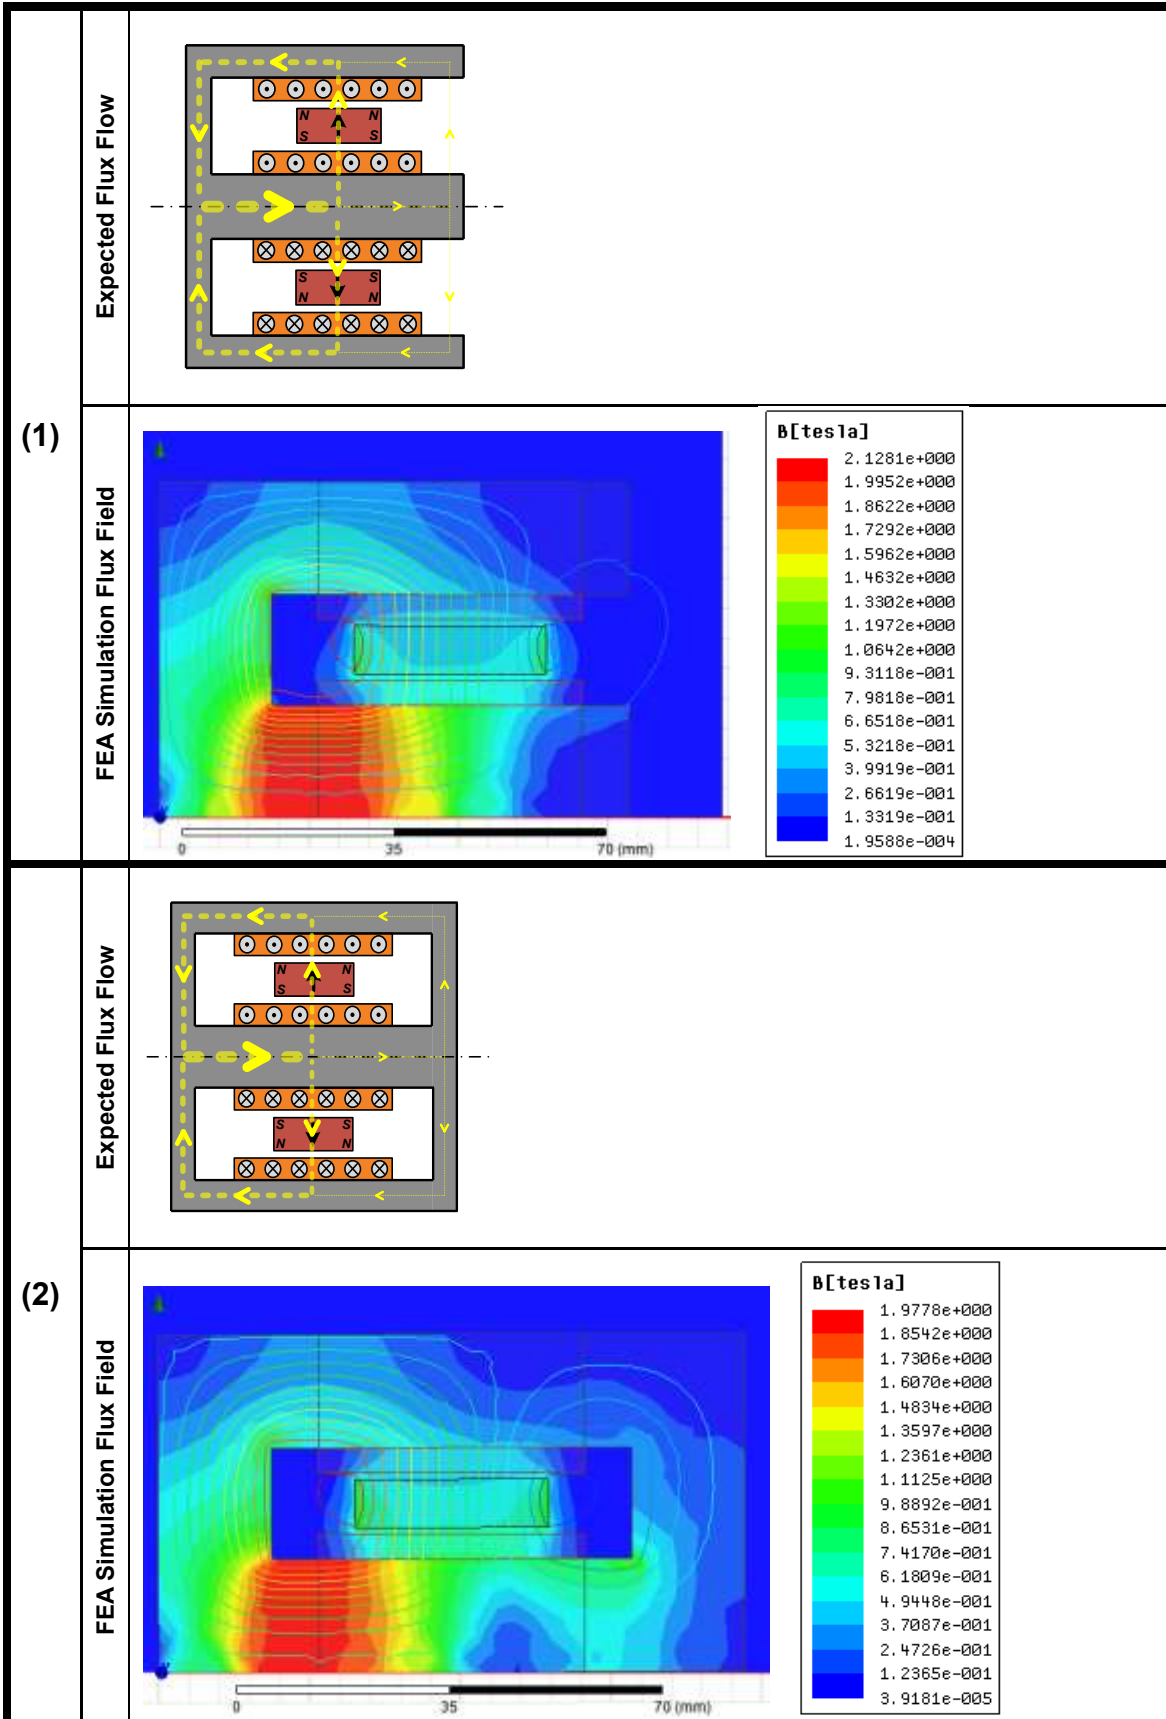 (1)
Expected Flux Flow
N N
S S
S S
N N
FEA Simulation Flux Field
0 35 70 (mm)
B[tesla]
2.1281e+000
1.9952e+000
1.8622e+000
1.7292e+000
1.5962e+000
1.4632e+000
1.3302e+000
1.1972e+000
1.0642e+000
9.3118e-001
7.9818e-001
6.6518e-001
5.3218e-001
3.9919e-001
2.6619e-001
1.3319e-001
1.9588e-004
(2)
Expected Flux Flow
N N
S S
S S
N N
FEA Simulation Flux Field
0 35 70 (mm)
B[tesla]
1.9778e+000
1.8542e+000
1.7306e+000
1.6070e+000
1.4834e+000
1.3597e+000
1.2361e+000
1.1125e+000
9.8892e-001
8.6531e-001
7.4170e-001
6.1809e-001
4.9448e-001
3.7087e-001
2.4726e-001
1.2365e-001
3.9181e-005